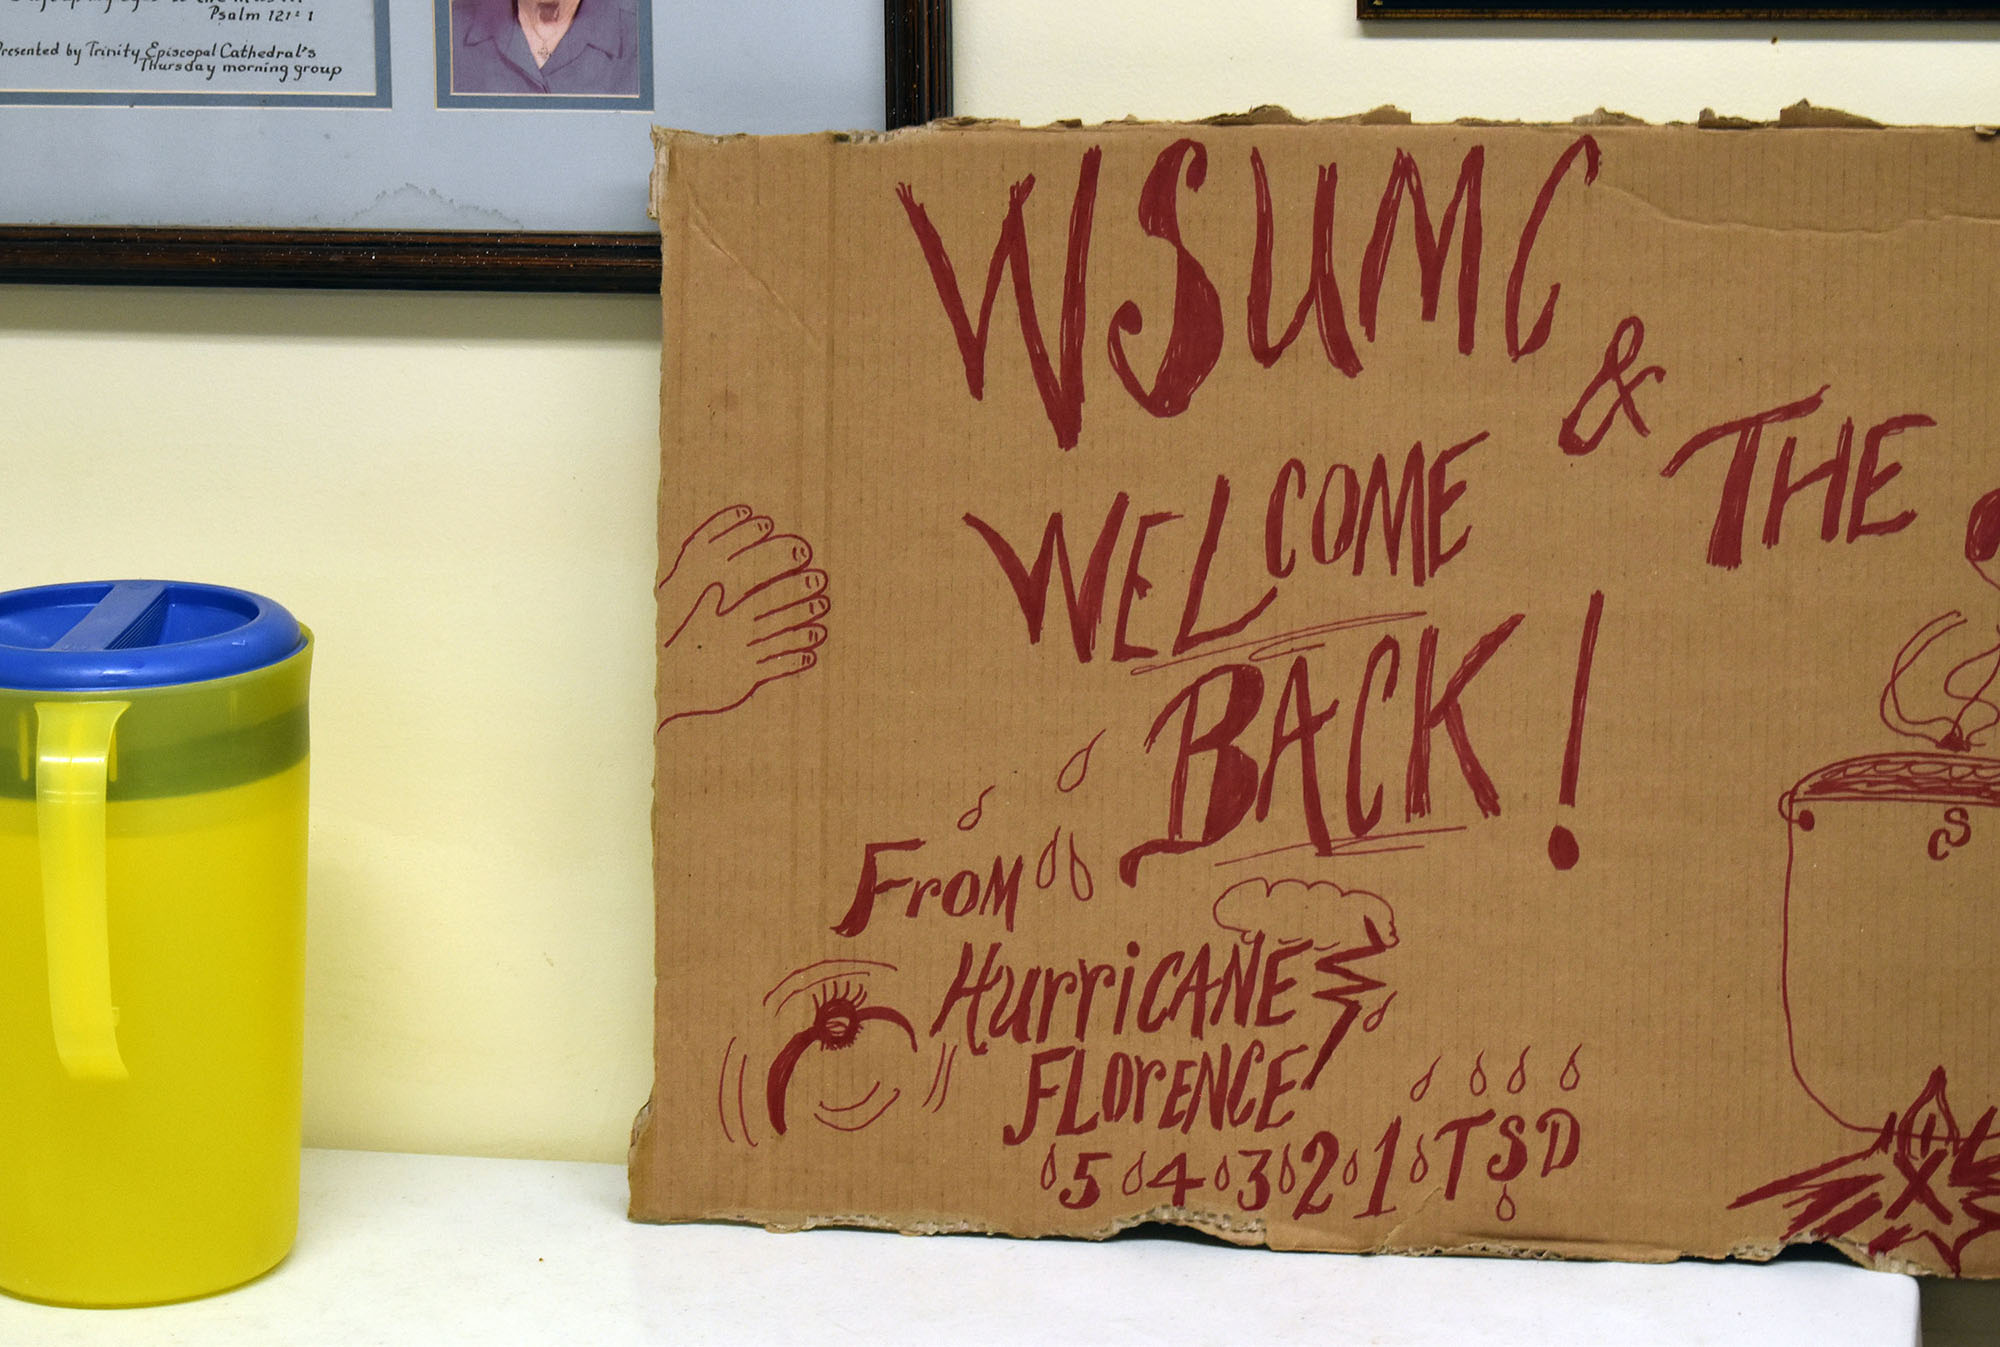 Psalm 121: 1
Presented by Trinity Episcopal Cathedral's
Thursday morning group
WSUMC
& THE
WELCOME
BACK!
From
HurriCANE
FLOrENCE
5 4 3 2 1 TSD
S